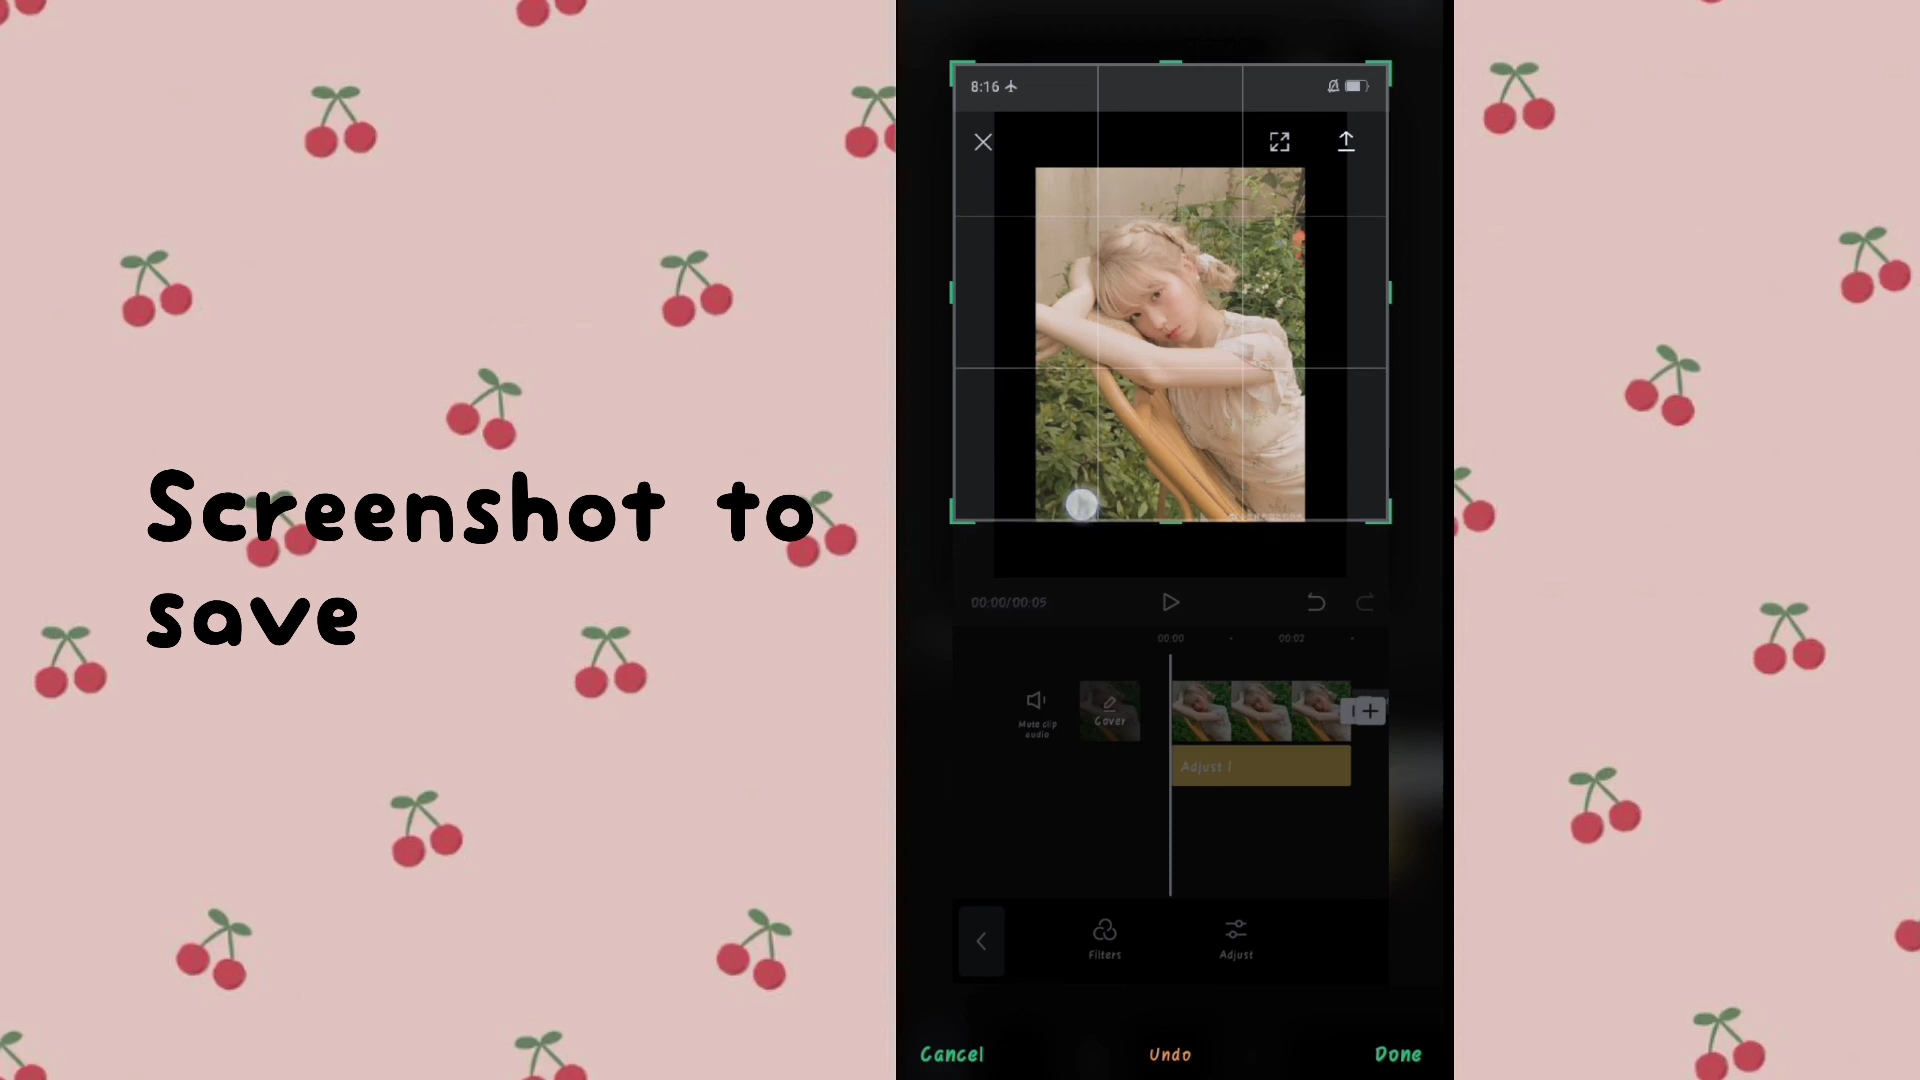 Screenshot to
save
8:16
00:00/00:05
00:00
00:02
Mute clip
audio
Cover
Adjust 1
Filters
Adjust
Cancel
Undo
Done